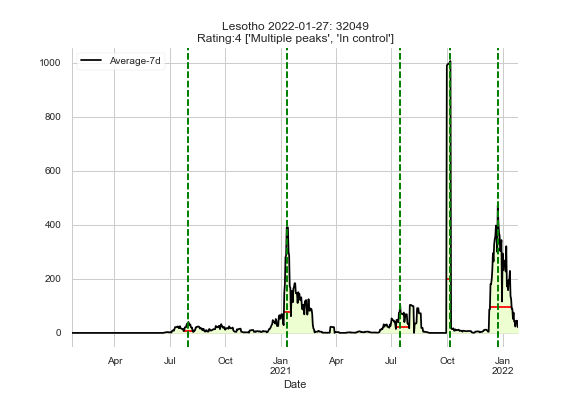 Lesotho 2022-01-27: 32049
Rating:4 ['Multiple peaks', 'In control']
Average-7d
1000
800
600
400
200
0
Apr Jul Oct Jan Apr Jul Oct Jan
2021 2022
Date